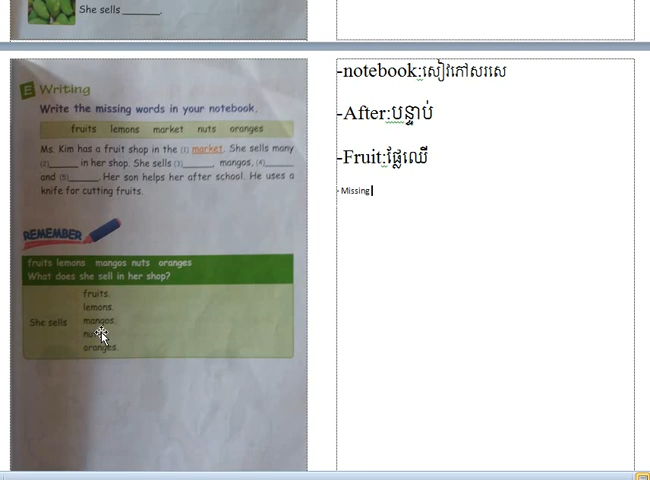 She sells ______.
E Writing
Write the missing words in your notebook.
fruits lemons market nuts oranges
Ms. Kim has a fruit shop in the (1) market. She sells many
(2)______ in her shop. She sells (3)______, mangos, (4)______
and (5)______. Her son helps her after school. He uses a
knife for cutting fruits.
REMEMBER
fruits lemons mangos nuts oranges
What does she sell in her shop?
She sells
fruits.
lemons.
mangos.
oranges.
-notebook:សៀវភៅសរសេ
-After:បន្ទាប់
-Fruit:ផ្លែឈើ
- Missing